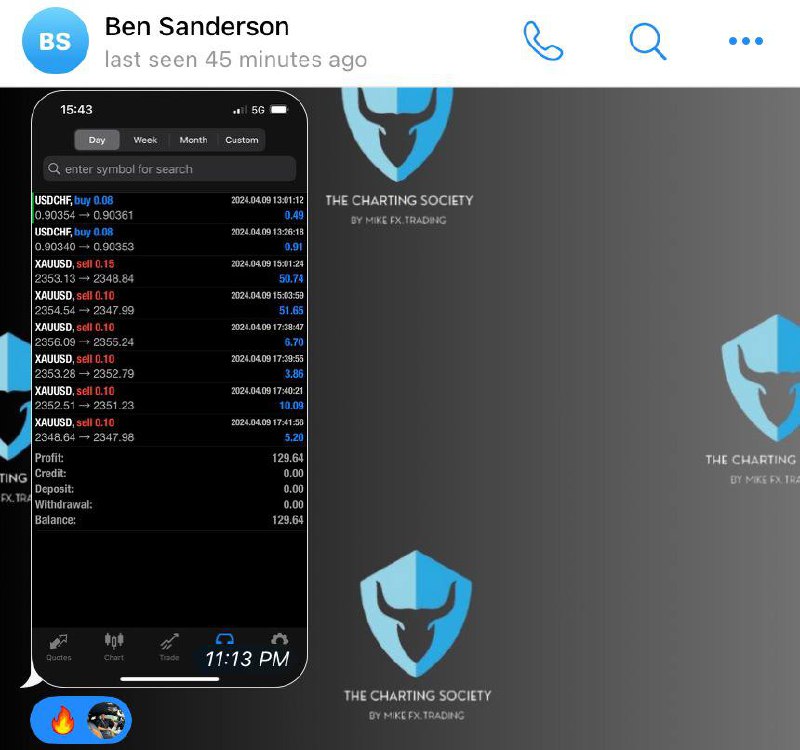 BS
Ben Sanderson
last seen 45 minutes ago
15:43
5G
Day Week Month Custom
enter symbol for search
USDCHF, buy 0.08 2024.04.09 13:01:12
0.90354 → 0.90361 0.49
USDCHF, buy 0.08 2024.04.09 13:26:18
0.90340 → 0.90353 0.91
XAUUSD, sell 0.15 2024.04.09 15:01:24
2353.13 → 2348.84 50.74
XAUUSD, sell 0.10 2024.04.09 15:03:59
2354.54 → 2347.99 51.65
XAUUSD, sell 0.10 2024.04.09 17:38:47
2356.09 → 2355.24 6.70
XAUUSD, sell 0.10 2024.04.09 17:39:55
2353.28 → 2352.79 3.86
XAUUSD, sell 0.10 2024.04.09 17:40:21
2352.51 → 2351.23 10.09
XAUUSD, sell 0.10 2024.04.09 17:41:56
2348.64 → 2347.98 5.20
Profit: 129.64
Credit: 0.00
Deposit: 0.00
Withdrawal: 0.00
Balance: 129.64
Quotes Chart Trade
11:13 PM
THE CHARTING SOCIETY
BY MIKE FX.TRADING
THE CHARTING
BY MIKE FX.TRA
TING
FX.TRA
THE CHARTING SOCIETY
BY MIKE FX.TRADING